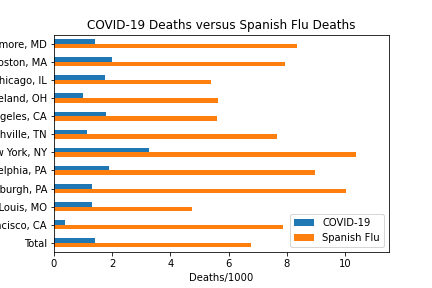 COVID-19 Deaths versus Spanish Flu Deaths
more, MD
ston, MA
hicago, IL
eland, OH
geles, CA
shville, TN
w York, NY
elphia, PA
burgh, PA
Louis, MO
ncisco, CA
Total
COVID-19
Spanish Flu
0 2 4 6 8 10
Deaths/1000